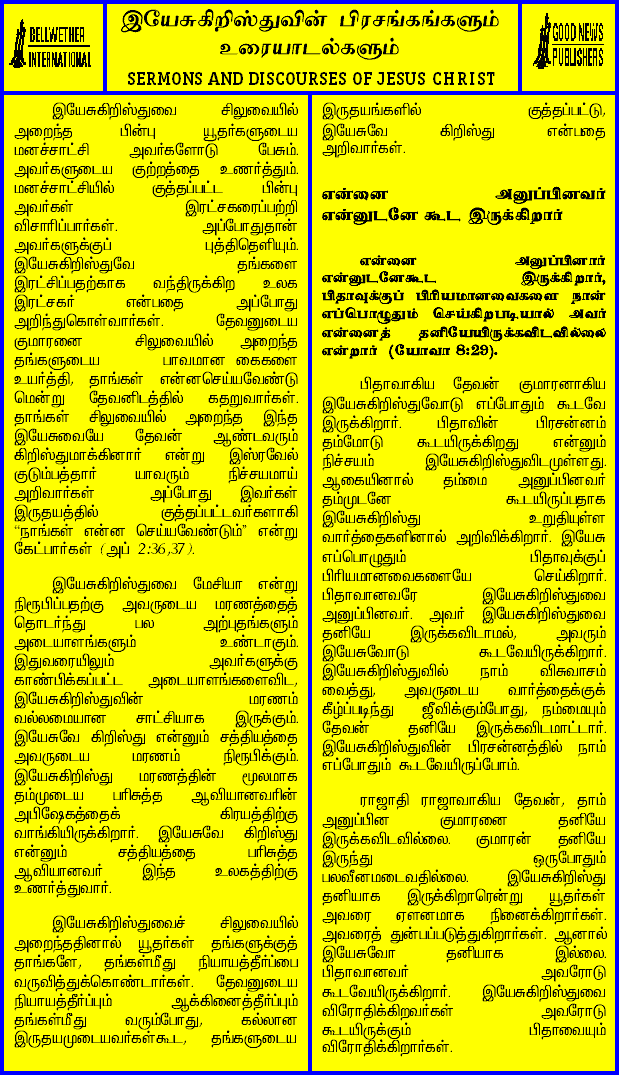 BELLWETHER
INTERNATIONAL
இயேசுகிறிஸ்துவின் பிரசங்கங்களும்
உரையாடல்களும்
SERMONS AND DISCOURSES OF JESUS CHRIST
GOOD NEWS
PUBLISHERS
இயேசுகிறிஸ்துவை சிலுவையில்
அறைந்த பின்பு யூதர்களுடைய
மனச்சாட்சி அவர்களோடு பேசும்.
அவர்களுடைய குற்றத்தை உணர்த்தும்.
மனச்சாட்சியில் குத்தப்பட்ட பின்பு
அவர்கள் இரட்சகரைப்பற்றி
விசாரிப்பார்கள். அப்போதுதான்
அவர்களுக்குப் புத்திதெளியும்.
இயேசுகிறிஸ்துவே தங்களை
இரட்சிப்பதற்காக வந்திருக்கிற உலக
இரட்சகர் என்பதை அப்போது
அறிந்துகொள்வார்கள். தேவனுடைய
குமாரனை சிலுவையில் அறைந்த
தங்களுடைய பாவமான கைகளை
உயர்த்தி, தாங்கள் என்னசெய்யவேண்டு
மென்று தேவனிடத்தில் கதறுவார்கள்.
தாங்கள் சிலுவையில் அறைந்த இந்த
இயேசுவையே தேவன் ஆண்டவரும்
கிறிஸ்துமாக்கினார் என்று இஸ்ரவேல்
குடும்பத்தார் யாவரும் நிச்சயமாய்
அறிவார்கள் அப்போது இவர்கள்
இருதயத்தில் குத்தப்பட்டவர்களாகி
“நாங்கள் என்ன செய்யவேண்டும்” என்று
கேட்பார்கள் (அப் 2:36,37).
இயேசுகிறிஸ்துவை மேசியா என்று
நிரூபிப்பதற்கு அவருடைய மரணத்தைத்
தொடர்ந்து பல அற்புதங்களும்
அடையாளங்களும் உண்டாகும்.
இதுவரையிலும் அவர்களுக்கு
காண்பிக்கப்பட்ட அடையாளங்களைவிட,
இயேசுகிறிஸ்துவின் மரணம்
வல்லமையான சாட்சியாக இருக்கும்.
இயேசுவே கிறிஸ்து என்னும் சத்தியத்தை
அவருடைய மரணம் நிரூபிக்கும்.
இயேசுகிறிஸ்து மரணத்தின் மூலமாக
தம்முடைய பரிசுத்த ஆவியானவரின்
அபிஷேகத்தைக் கிரயத்திற்கு
வாங்கியிருக்கிறார். இயேசுவே கிறிஸ்து
என்னும் சத்தியத்தை பரிசுத்த
ஆவியானவர் இந்த உலகத்திற்கு
உணர்த்துவார்.
இயேசுகிறிஸ்துவைச் சிலுவையில்
அறைந்ததினால் யூதர்கள் தங்களுக்குத்
தாங்களே, தங்கள்மீது நியாயத்தீர்ப்பை
வருவித்துக்கொண்டார்கள். தேவனுடைய
நியாயத்தீர்ப்பும் ஆக்கினைத்தீர்ப்பும்
தங்கள்மீது வரும்போது, கல்லான
இருதயமுடையவர்கள்கூட, தங்களுடைய
இருதயங்களில் குத்தப்பட்டு,
இயேசுவே கிறிஸ்து என்பதை
அறிவார்கள்.
என்னை அனுப்பினவர்
என்னுடனே கூட இருக்கிறார்
என்னை அனுப்பினார்
என்னுடனேகூட இருக்கிறார்,
பிதாவுக்குப் பிரியமானவைகளை நான்
எப்பொழுதும் செய்கிறபடியால் அவர்
என்னைத் தனியேயிருக்கவிடவில்லை
என்றார் (யோவா 8:29).
பிதாவாகிய தேவன் குமாரனாகிய
இயேசுகிறிஸ்துவோடு எப்போதும் கூடவே
இருக்கிறார். பிதாவின் பிரசன்னம்
தம்மோடு கூடயிருக்கிறது என்னும்
நிச்சயம் இயேசுகிறிஸ்துவிடமுள்ளது.
ஆகையினால் தம்மை அனுப்பினவர்
தம்முடனே கூடயிருப்பதாக
இயேசுகிறிஸ்து உறுதியுள்ள
வார்த்தைகளினால் அறிவிக்கிறார். இயேசு
எப்பொழுதும் பிதாவுக்குப்
பிரியமானவைகளையே செய்கிறார்.
பிதாவானவரே இயேசுகிறிஸ்துவை
அனுப்பினவர். அவர் இயேசுகிறிஸ்துவை
தனியே இருக்கவிடாமல், அவரும்
இயேசுவோடு கூடவேயிருக்கிறார்.
இயேசுகிறிஸ்துவில் நாம் விசுவாசம்
வைத்து, அவருடைய வார்த்தைக்குக்
கீழ்ப்படிந்து ஜீவிக்கும்போது, நம்மையும்
தேவன் தனியே இருக்கவிடமாட்டார்.
இயேசுகிறிஸ்துவின் பிரசன்னத்தில் நாம்
எப்போதும் கூடவேயிருப்போம்.
ராஜாதி ராஜாவாகிய தேவன், தாம்
அனுப்பின குமாரனை தனியே
இருக்கவிடவில்லை. குமாரன் தனியே
இருந்து ஒருபோதும்
பலவீனமடைவதில்லை. இயேசுகிறிஸ்து
தனியாக இருக்கிறாரென்று யூதர்கள்
அவரை ஏளனமாக நினைக்கிறார்கள்.
அவரைத் துன்பப்படுத்துகிறார்கள். ஆனால்
இயேசுவோ தனியாக இல்லை.
பிதாவானவர் அவரோடு
கூடவேயிருக்கிறார். இயேசுகிறிஸ்துவை
விரோதிக்கிறவர்கள் அவரோடு
கூடயிருக்கும் பிதாவையும்
விரோதிக்கிறார்கள்.